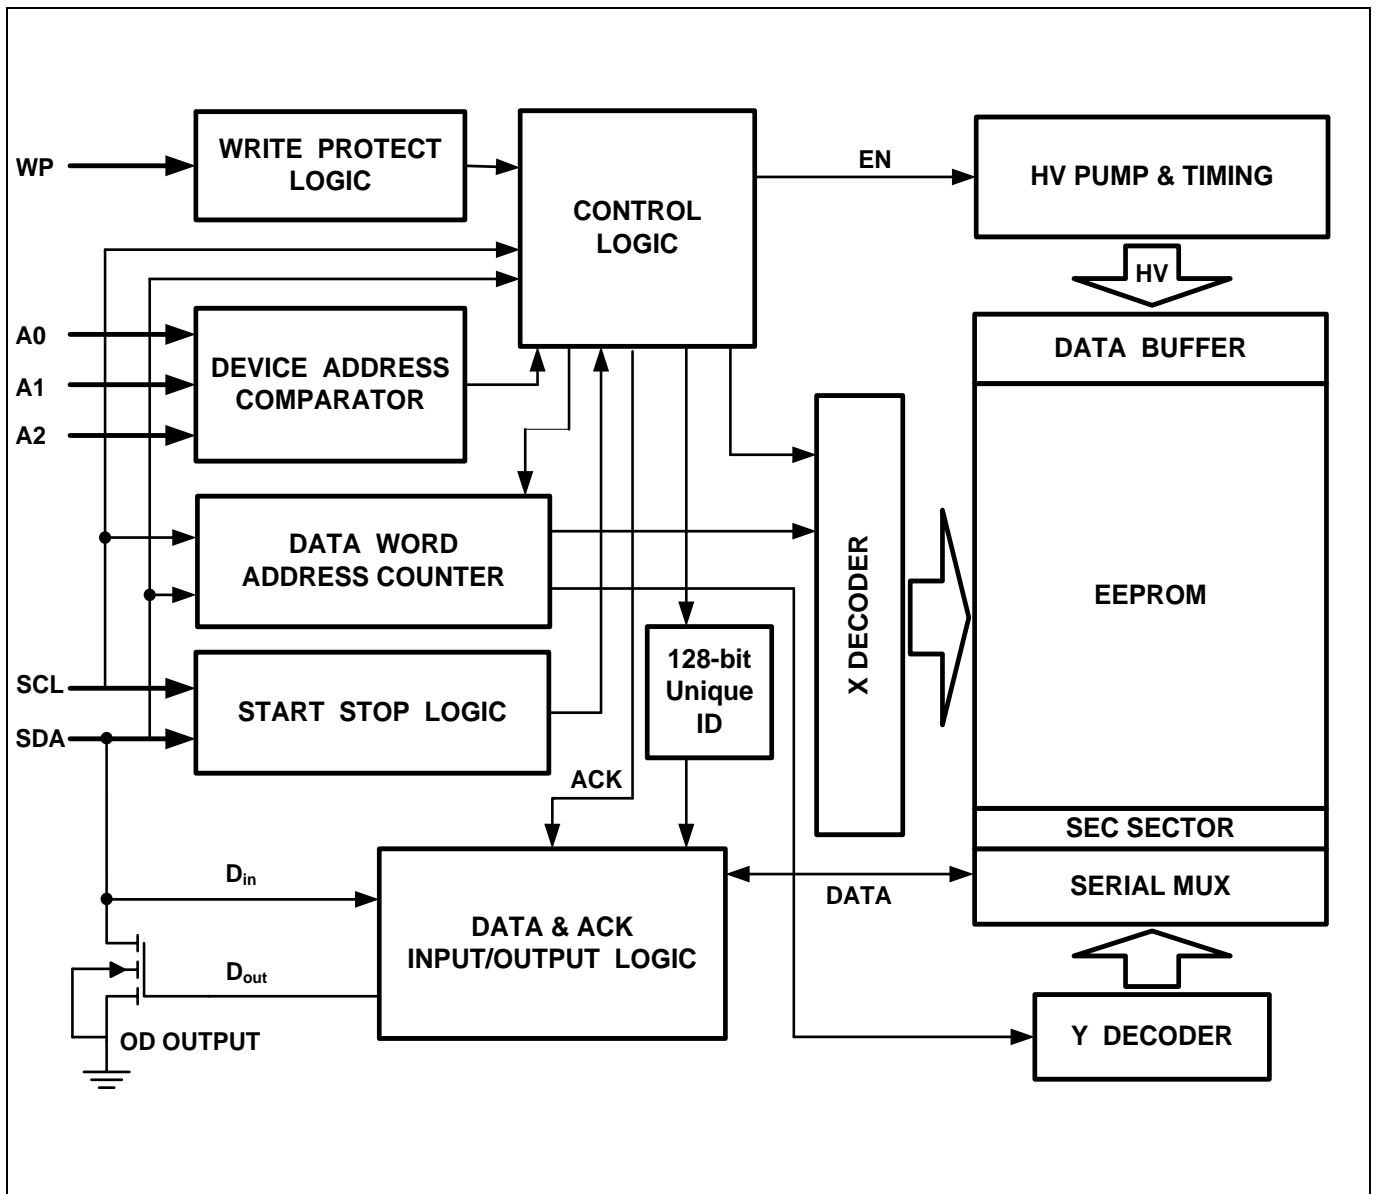 WP
WRITE PROTECT
LOGIC
CONTROL
LOGIC
EN
HV PUMP & TIMING
HV
A0
A1
A2
DEVICE ADDRESS
COMPARATOR
DATA BUFFER
DATA WORD
ADDRESS COUNTER
X DECODER
EEPROM
SCL
SDA
START STOP LOGIC
128-bit
Unique
ID
ACK
SEC SECTOR
SERIAL MUX
DATA
Din
DATA & ACK
INPUT/OUTPUT LOGIC
Dout
OD OUTPUT
Y DECODER